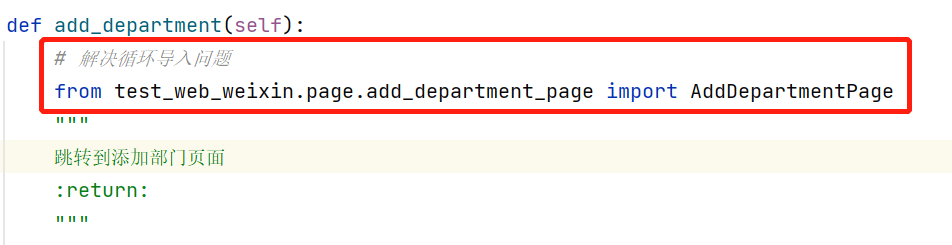 def add_department(self):
# 解决循环导入问题
from test_web_weixin.page.add_department_page import AddDepartmentPage
"""
跳转到添加部门页面
:return:
"""